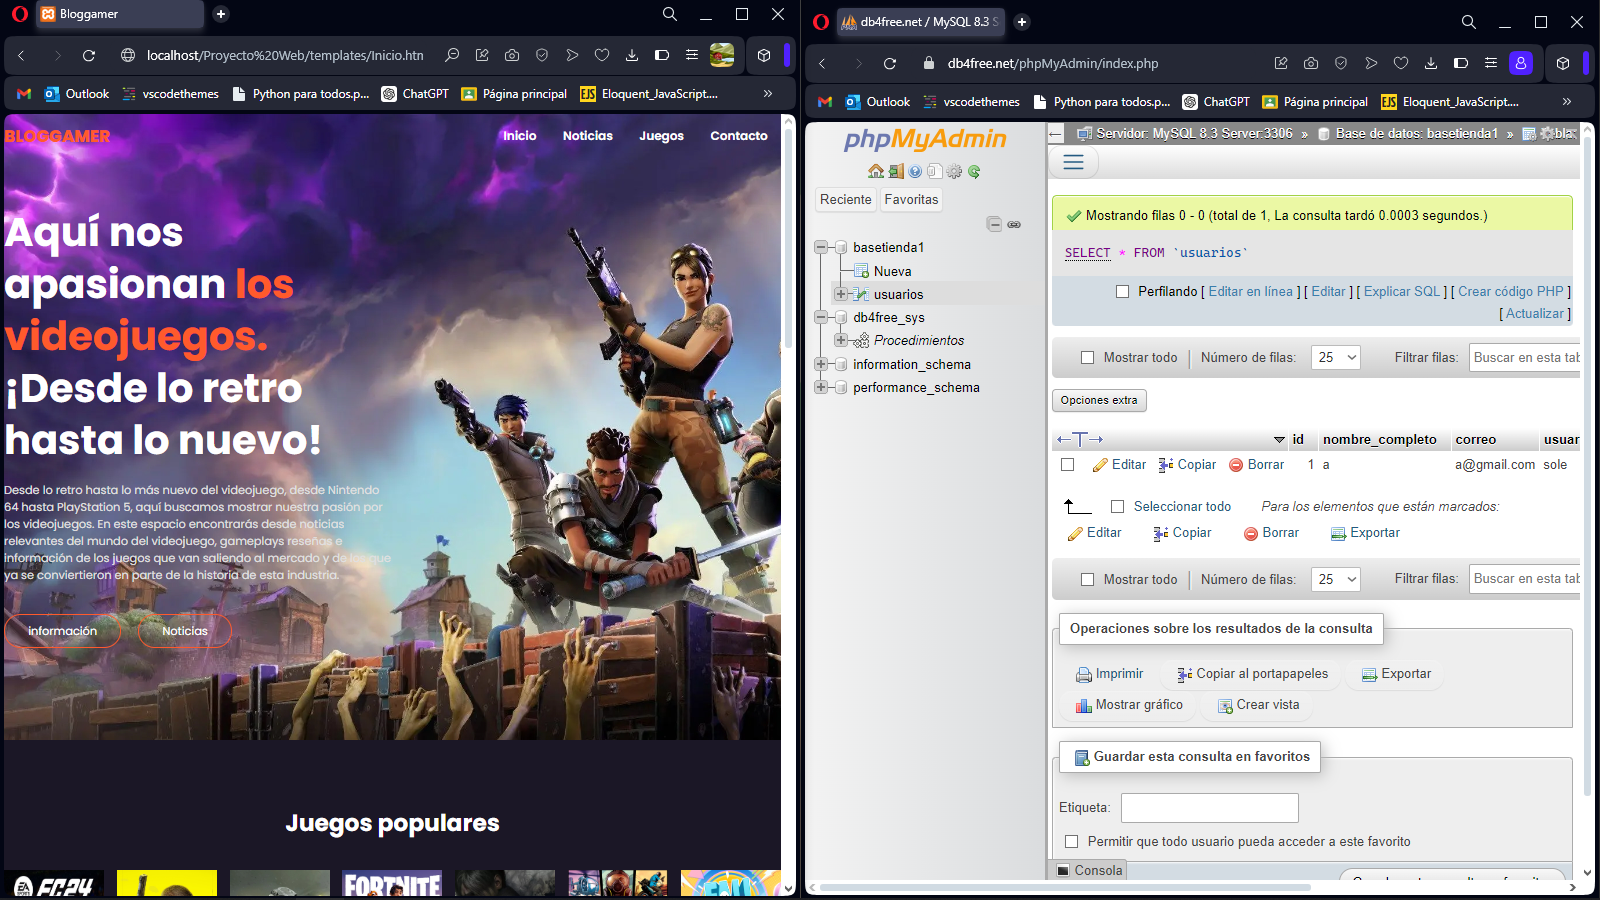 Bloggamer
localhost/Proyecto%20Web/templates/Inicio.htn
Outlook
vscodethemes
Python para todos.p...
ChatGPT
Página principal
JS
Eloquent_JavaScript....
»
BLOGGAMER
Inicio
Noticias
Juegos
Contacto
Aquí nos
apasionan los
videojuegos.
¡Desde lo retro
hasta lo nuevo!
Desde lo retro hasta lo más nuevo del videojuego, desde Nintendo
64 hasta PlayStation 5, aquí buscamos mostrar nuestra pasión por
los videojuegos. En este espacio encontrarás desde noticias
relevantes del mundo del videojuego, gameplays reseñas e
información de los juegos que van saliendo al mercado y de los que
ya se conviertieron en parte de la historia de esta industria.
información
Noticias
Juegos populares
EA SPORTS FC24
FORTNITE
db4free.net / MySQL 8.3 S
db4free.net/phpMyAdmin/index.php
Outlook
vscodethemes
Python para todos.p...
ChatGPT
Página principal
JS
Eloquent_JavaScript....
»
phpMyAdmin
Reciente
Favoritas
basetienda1
Nueva
usuarios
db4free_sys
Procedimientos
information_schema
performance_schema
Servidor: MySQL 8.3 Server:3306 » Base de datos: basetienda1 »
Mostrando filas 0 - 0 (total de 1, La consulta tardó 0.0003 segundos.)
SELECT * FROM `usuarios`
Perfilando [ Editar en línea ] [ Editar ] [ Explicar SQL ] [ Crear código PHP ]
[ Actualizar ]
Mostrar todo | Número de filas: 25 Filtrar filas: Buscar en esta tab
Opciones extra
←T→ id nombre_completo correo usuar
Editar Copiar Borrar 1 a a@gmail.com sole
Seleccionar todo Para los elementos que están marcados:
Editar Copiar Borrar Exportar
Mostrar todo | Número de filas: 25 Filtrar filas: Buscar en esta tab
Operaciones sobre los resultados de la consulta
Imprimir Copiar al portapapeles Exportar
Mostrar gráfico Crear vista
Guardar esta consulta en favoritos
Etiqueta:
Permitir que todo usuario pueda acceder a este favorito
Consola